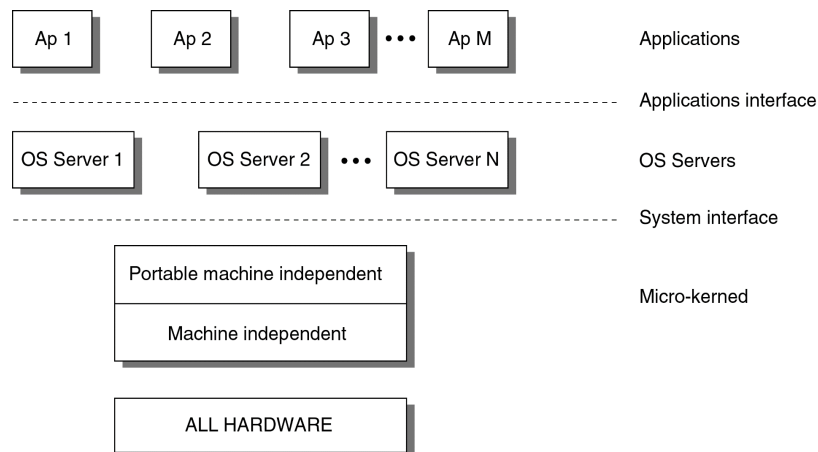 Ap 1 Ap 2 Ap 3 ••• Ap M Applications
Applications interface
OS Server 1 OS Server 2 ••• OS Server N OS Servers
System interface
Portable machine independent
Micro-kerned
Machine independent
ALL HARDWARE